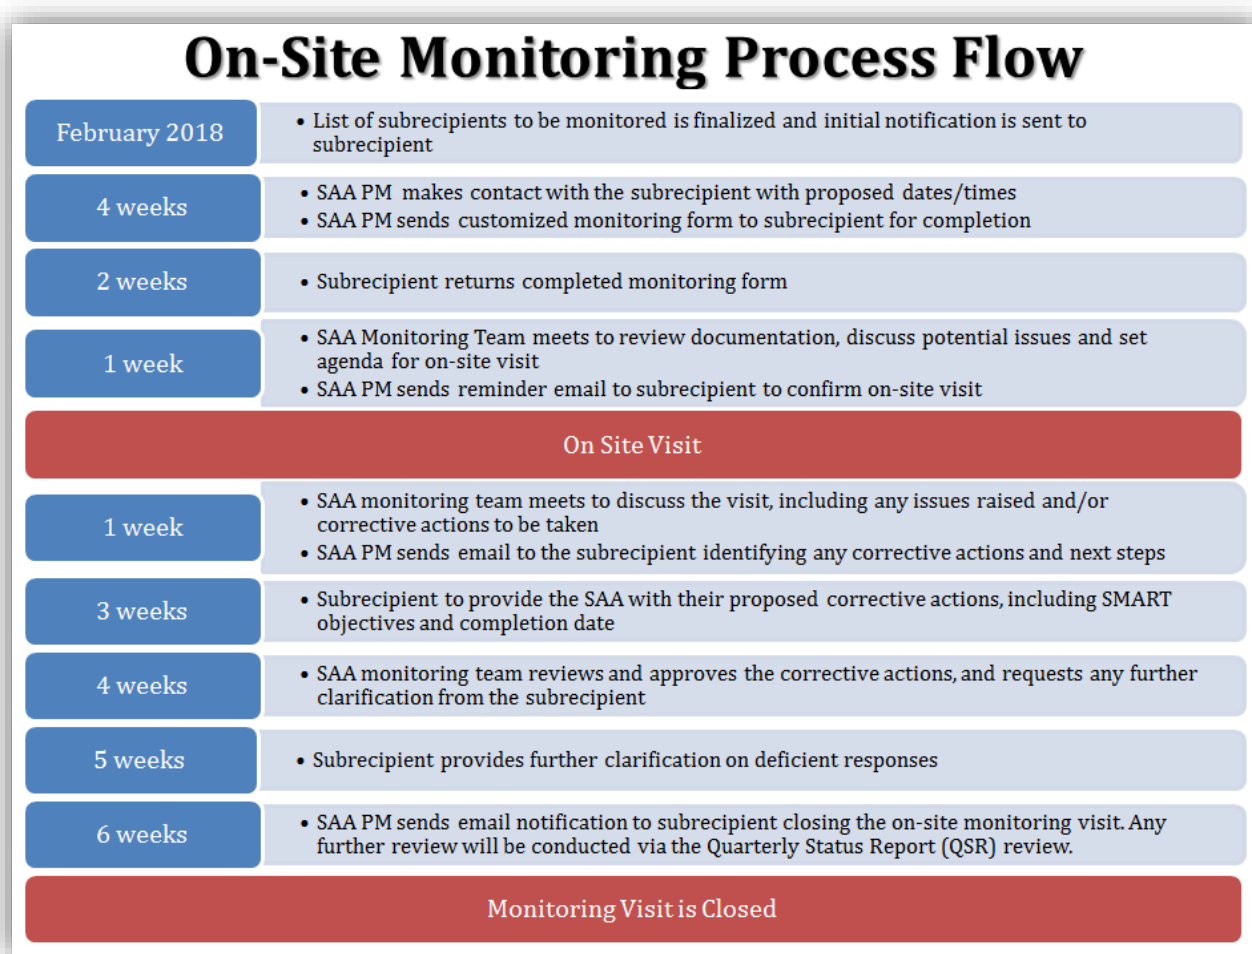 On-Site Monitoring Process Flow
February 2018
• List of subrecipients to be monitored is finalized and initial notification is sent to
subrecipient
4 weeks
• SAA PM makes contact with the subrecipient with proposed dates/times
• SAA PM sends customized monitoring form to subrecipient for completion
2 weeks
• Subrecipient returns completed monitoring form
1 week
• SAA Monitoring Team meets to review documentation, discuss potential issues and set
agenda for on-site visit
• SAA PM sends reminder email to subrecipient to confirm on-site visit
On Site Visit
1 week
• SAA monitoring team meets to discuss the visit, including any issues raised and/or
corrective actions to be taken
• SAA PM sends email to the subrecipient identifying any corrective actions and next steps
3 weeks
• Subrecipient to provide the SAA with their proposed corrective actions, including SMART
objectives and completion date
4 weeks
• SAA monitoring team reviews and approves the corrective actions, and requests any further
clarification from the subrecipient
5 weeks
• Subrecipient provides further clarification on deficient responses
6 weeks
• SAA PM sends email notification to subrecipient closing the on-site monitoring visit. Any
further review will be conducted via the Quarterly Status Report (QSR) review.
Monitoring Visit is Closed